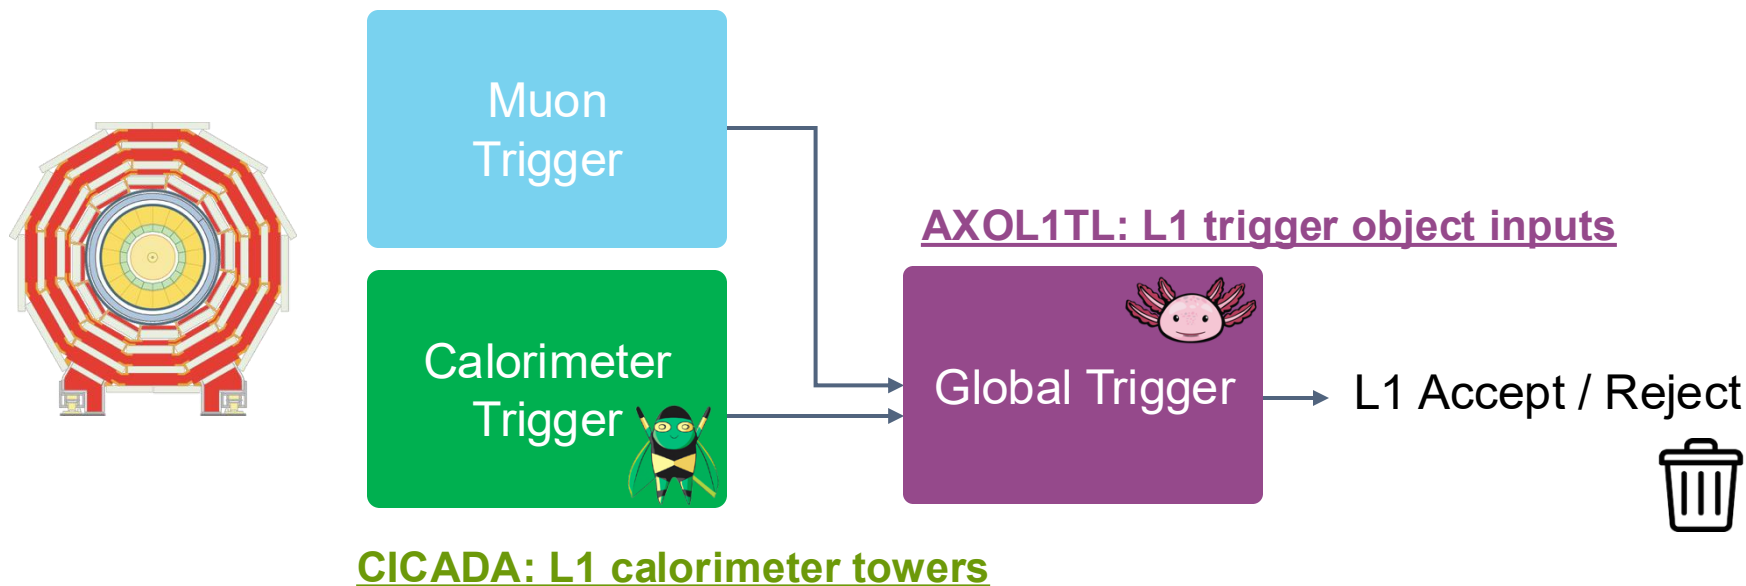 Muon
Trigger
AXOL1TL: L1 trigger object inputs
Calorimeter
Trigger
Global Trigger
L1 Accept / Reject
CICADA: L1 calorimeter towers